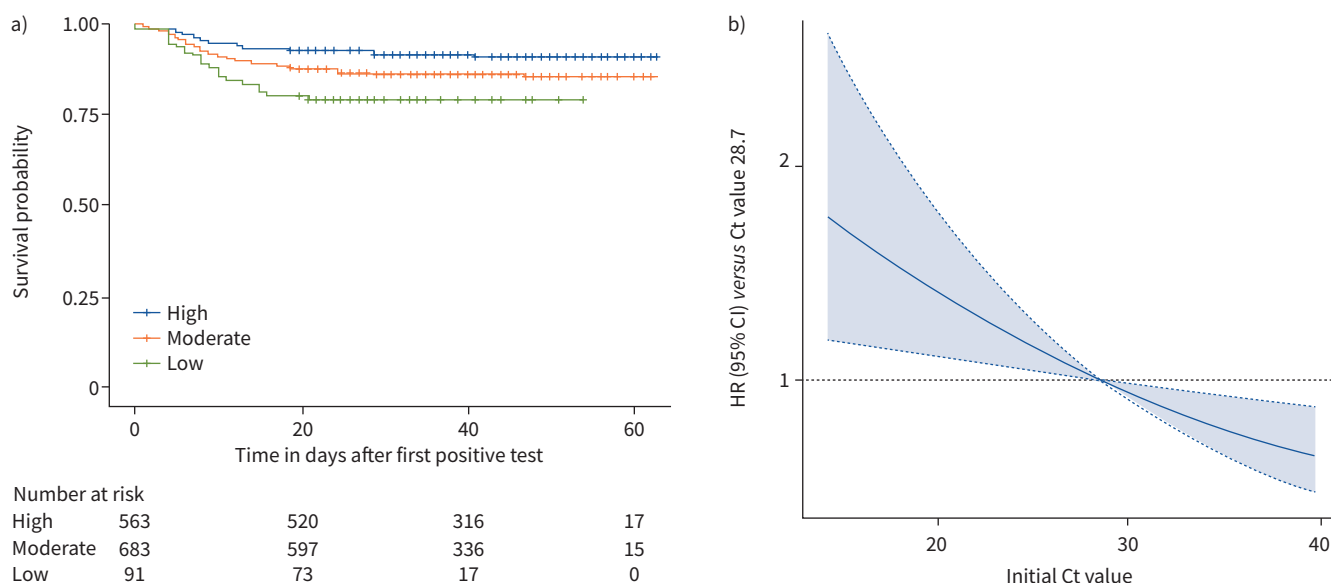 a)
1.00
0.75
0.50
0.25
0
Survival probability
High
Moderate
Low
0 20 40 60
Time in days after first positive test
Number at risk
High 563 520 316 17
Moderate 683 597 336 15
Low 91 73 17 0
b)
2
1
HR (95% CI) versus Ct value 28.7
20 30 40
Initial Ct value